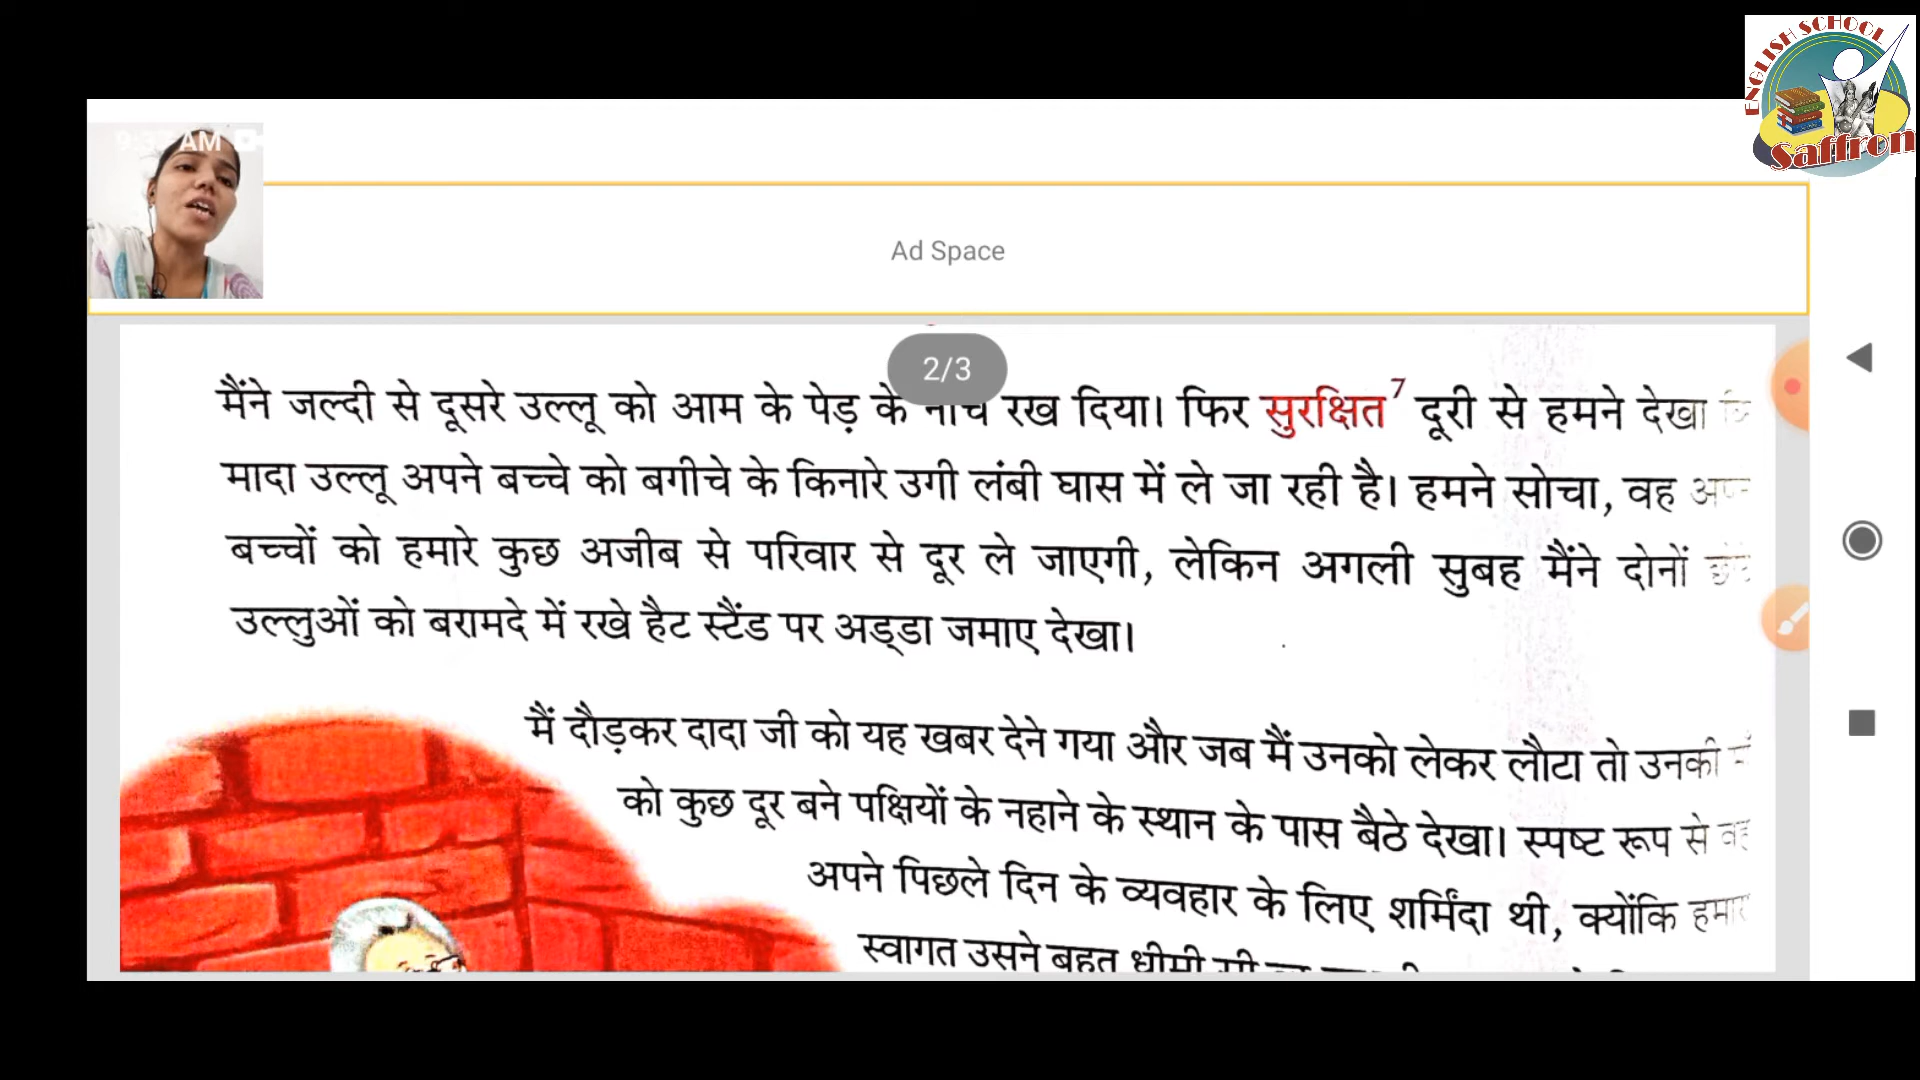 ENGLISH SCHOOL
Saffron
9:37 AM
Ad Space
2/3
मैंने जल्दी से दूसरे उल्लू को आम के पेड़ के नीचे रख दिया। फिर सुरक्षित7 दूरी से हमने देखा
मादा उल्लू अपने बच्चे को बगीचे के किनारे उगी लंबी घास में ले जा रही है। हमने सोचा, वह
बच्चों को हमारे कुछ अजीब से परिवार से दूर ले जाएगी, लेकिन अगली सुबह मैंने दोनों
उल्लुओं को बरामदे में रखे हैट स्टैंड पर अड्डा जमाए देखा।
मैं दौड़कर दादा जी को यह खबर देने गया और जब मैं उनको लेकर लौटा तो उनकी
को कुछ दूर बने पक्षियों के नहाने के स्थान के पास बैठे देखा। स्पष्ट रूप से वह
अपने पिछले दिन के व्यवहार के लिए शर्मिंदा थी, क्योंकि
स्वागत उसने बहुत धीमी